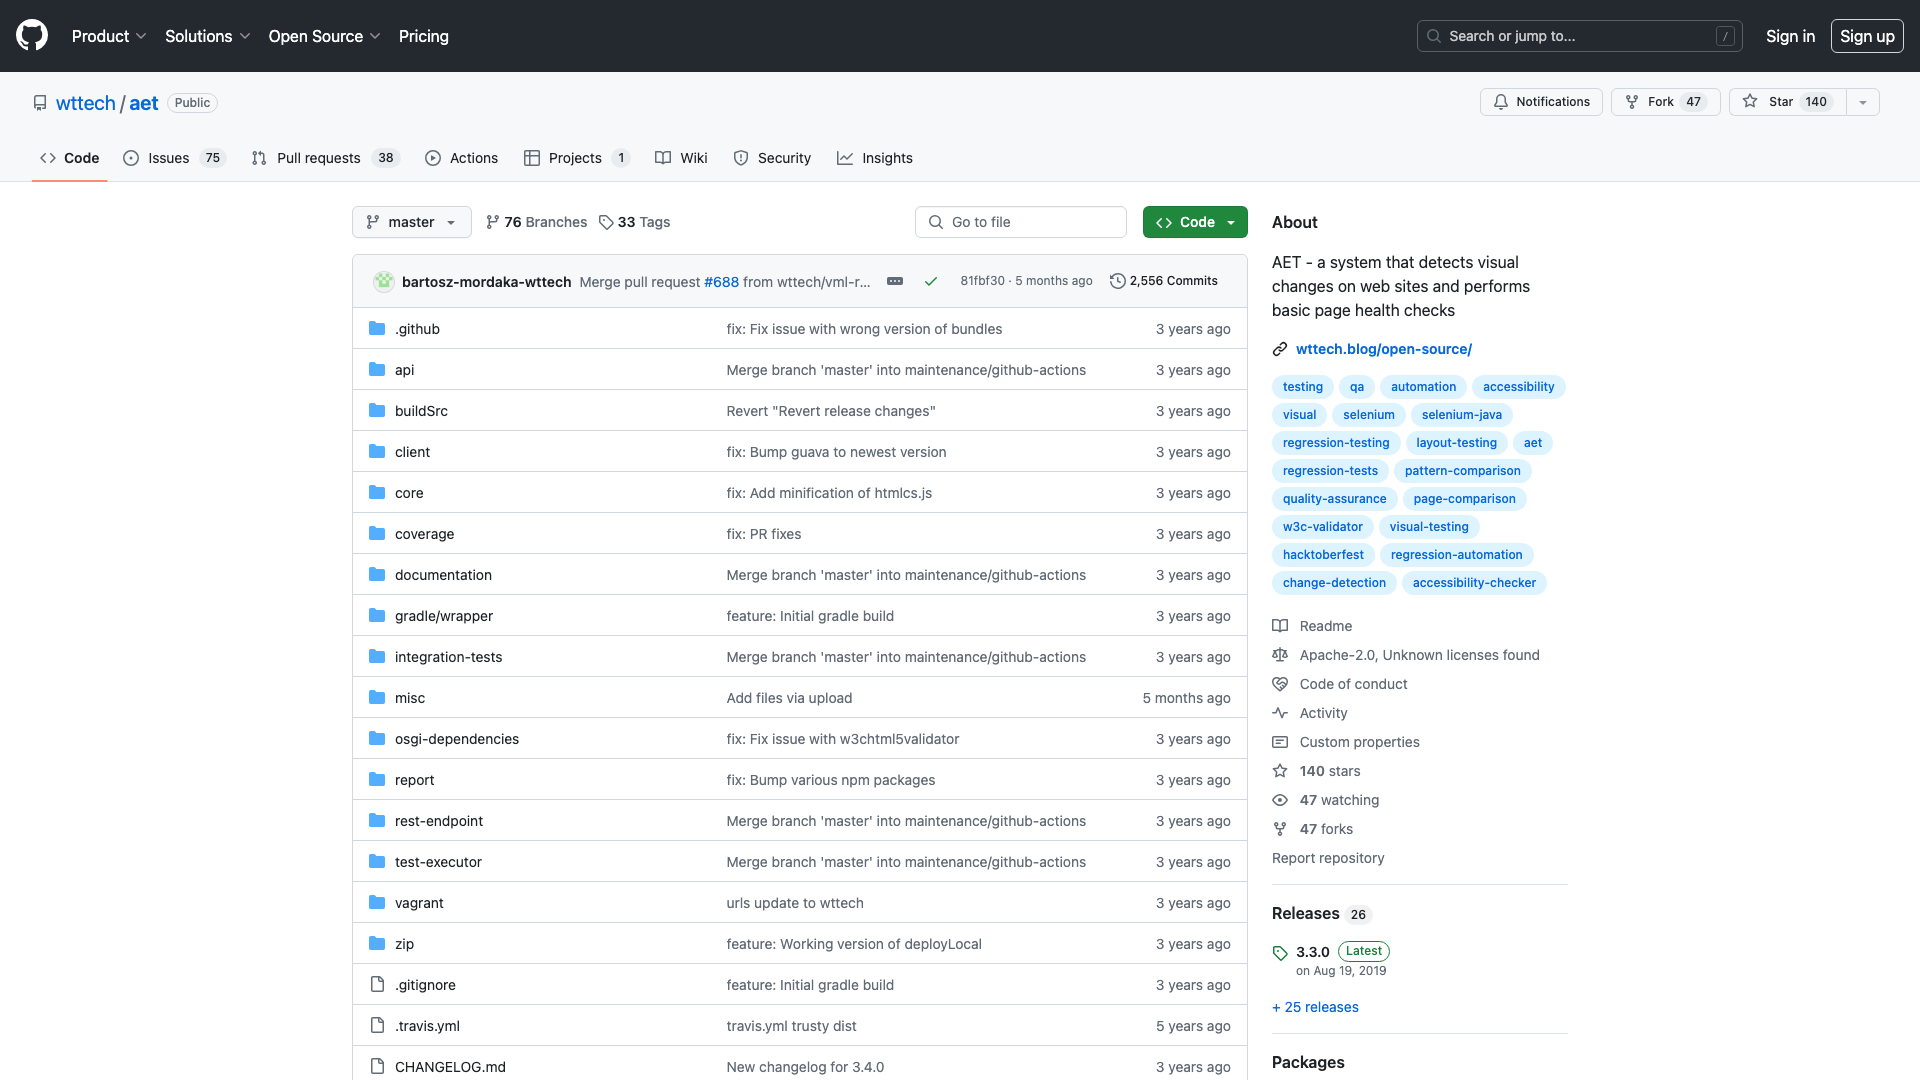 Product Solutions Open Source Pricing Search or jump to... / Sign in Sign up
wttech / aet Public Notifications Fork 47 Star 140
Code Issues 75 Pull requests 38 Actions Projects 1 Wiki Security Insights
master 76 Branches 33 Tags Go to file Code
bartosz-mordaka-wttech Merge pull request #688 from wttech/vml-r... 81fbf30 · 5 months ago 2,556 Commits
.github fix: Fix issue with wrong version of bundles 3 years ago
api Merge branch 'master' into maintenance/github-actions 3 years ago
buildSrc Revert "Revert release changes" 3 years ago
client fix: Bump guava to newest version 3 years ago
core fix: Add minification of htmlcs.js 3 years ago
coverage fix: PR fixes 3 years ago
documentation Merge branch 'master' into maintenance/github-actions 3 years ago
gradle/wrapper feature: Initial gradle build 3 years ago
integration-tests Merge branch 'master' into maintenance/github-actions 3 years ago
misc Add files via upload 5 months ago
osgi-dependencies fix: Fix issue with w3chtml5validator 3 years ago
report fix: Bump various npm packages 3 years ago
rest-endpoint Merge branch 'master' into maintenance/github-actions 3 years ago
test-executor Merge branch 'master' into maintenance/github-actions 3 years ago
vagrant urls update to wttech 3 years ago
zip feature: Working version of deployLocal 3 years ago
.gitignore feature: Initial gradle build 3 years ago
.travis.yml travis.yml trusty dist 5 years ago
CHANGELOG.md New changelog for 3.4.0 3 years ago
About
AET - a system that detects visual
changes on web sites and performs
basic page health checks
wttech.blog/open-source/
testing qa automation accessibility
visual selenium selenium-java
regression-testing layout-testing aet
regression-tests pattern-comparison
quality-assurance page-comparison
w3c-validator visual-testing
hacktoberfest regression-automation
change-detection accessibility-checker
Readme
Apache-2.0, Unknown licenses found
Code of conduct
Activity
Custom properties
140 stars
47 watching
47 forks
Report repository
Releases 26
3.3.0 Latest
on Aug 19, 2019
+ 25 releases
Packages